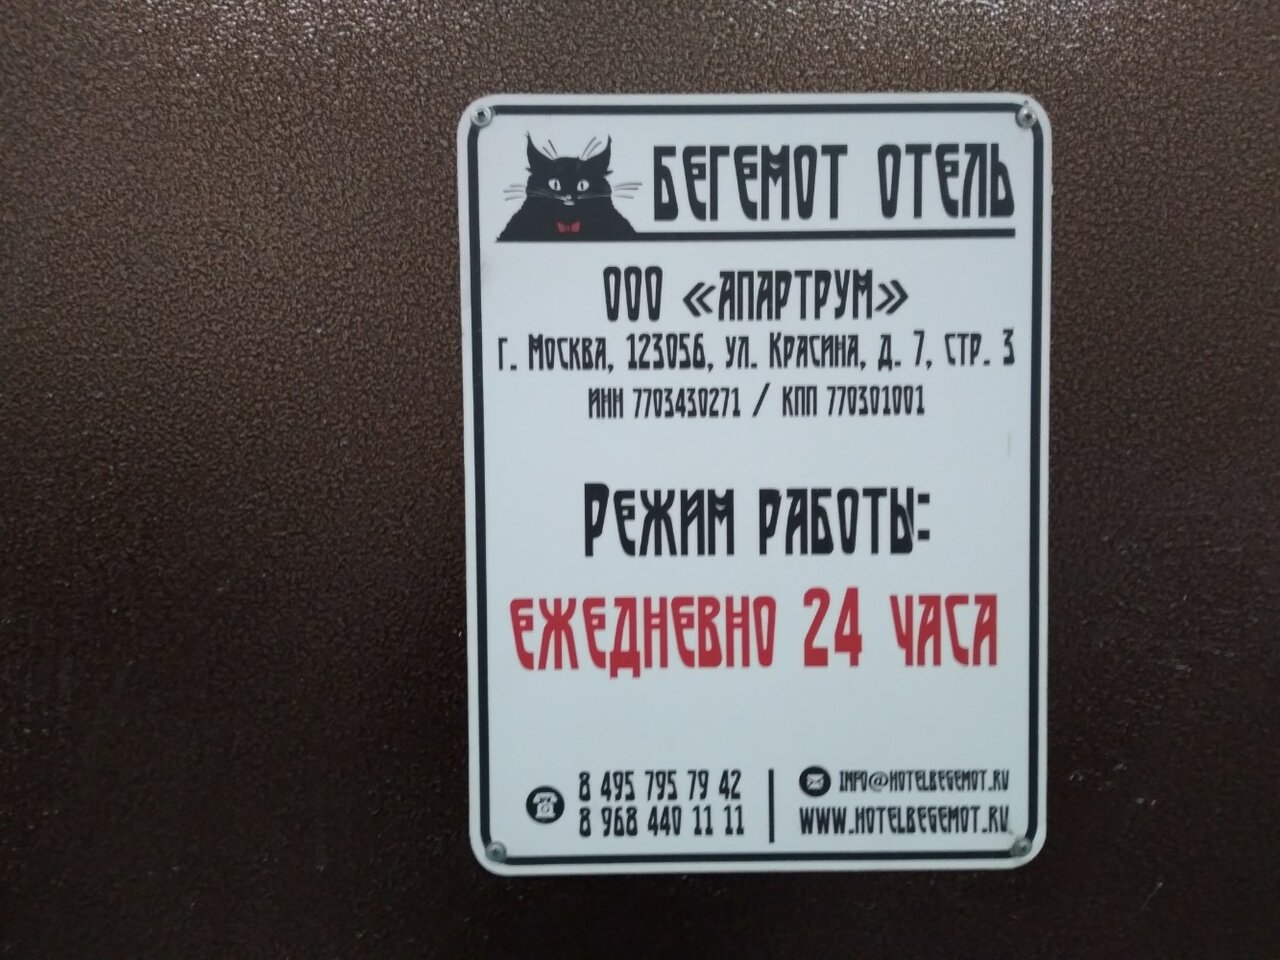 БЕГЕМОТ ОТЕЛЬ
ООО «АПАРТРУМ»
г. Москва, 123056, ул. Красина, д. 7, стр. 3
ИНН 7703430271 / КПП 770301001
Режим работы:
ежедневно 24 часа
8 495 795 79 42
8 968 440 11 11
INFO@HOTELBEGEMOT.RU
WWW.HOTELBEGEMOT.RU